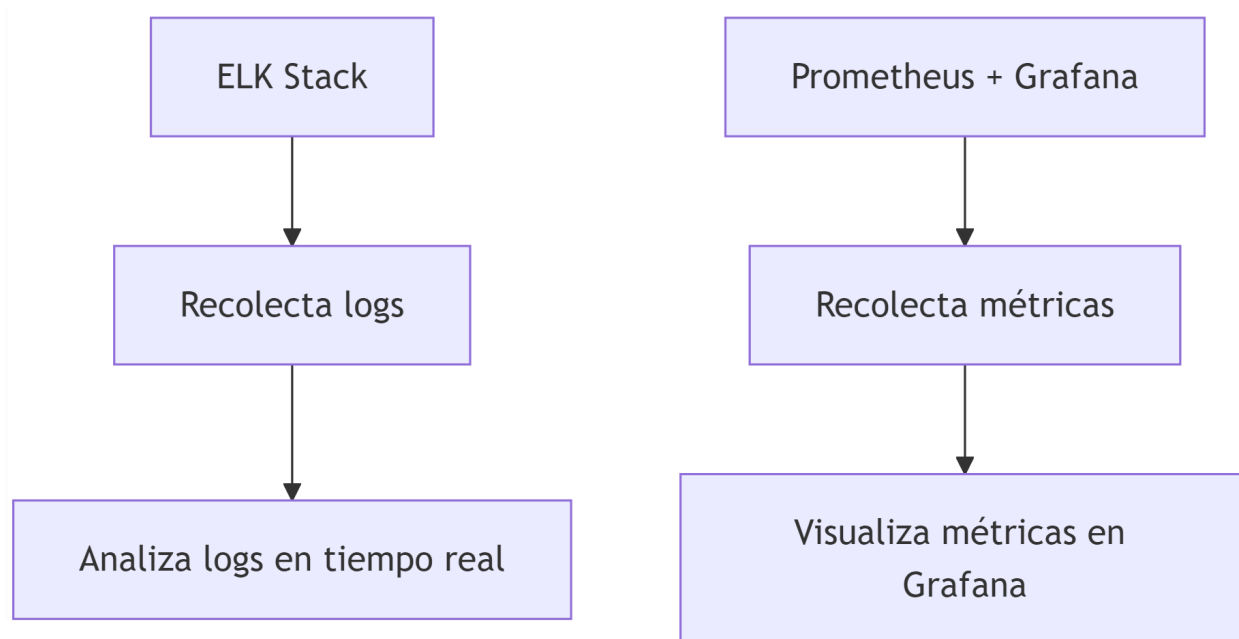 ELK Stack
Prometheus + Grafana
Recolecta logs
Recolecta métricas
Analiza logs en tiempo real
Visualiza métricas en
Grafana